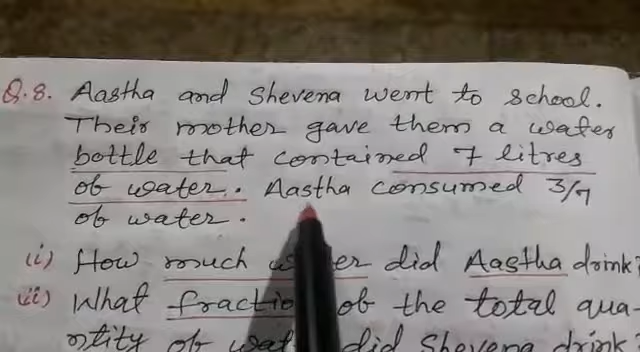 Q.8. Aastha and Shevena went to school.
Their mother gave them a water
bottle that contained 7 litres
of water. Aastha consumed 3/7
of water.
(i) How much did Aastha drink?
(ii) What fraction of the total qua-
ntity of did Shevena drink